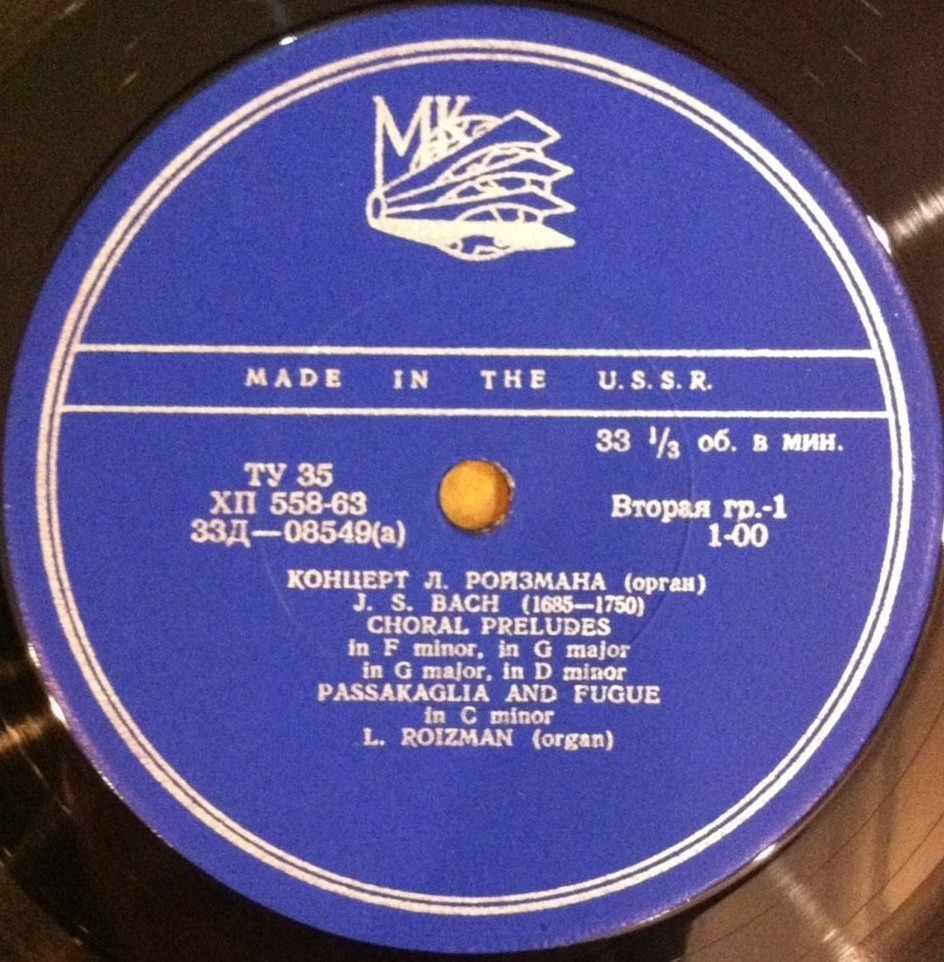 МК
MADE IN THE U.S.S.R.
33 ⅓ об. в мин.
ТУ 35
ХП 558-63
33Д—08549(а)
Вторая гр.-1
1-00
КОНЦЕРТ Л. РОЙЗМАНА (орган)
J. S. BACH (1685—1750)
CHORAL PRELUDES
in F minor, in G major
in G major, in D minor
PASSAKAGLIA AND FUGUE
in C minor
L. ROIZMAN (organ)